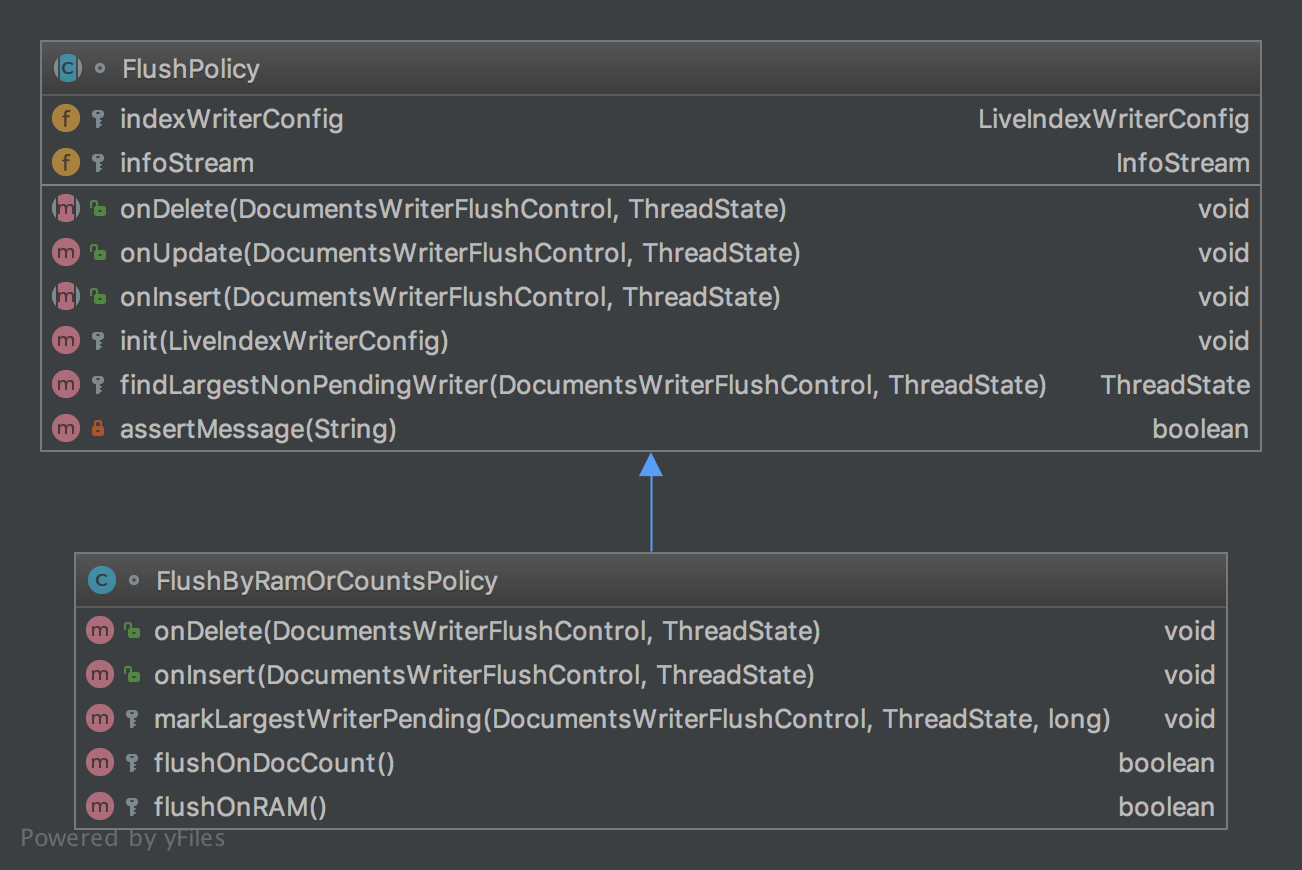 FlushPolicy
indexWriterConfig LiveIndexWriterConfig
infoStream InfoStream
onDelete(DocumentsWriterFlushControl, ThreadState) void
onUpdate(DocumentsWriterFlushControl, ThreadState) void
onInsert(DocumentsWriterFlushControl, ThreadState) void
init(LiveIndexWriterConfig) void
findLargestNonPendingWriter(DocumentsWriterFlushControl, ThreadState) ThreadState
assertMessage(String) boolean
FlushByRamOrCountsPolicy
onDelete(DocumentsWriterFlushControl, ThreadState) void
onInsert(DocumentsWriterFlushControl, ThreadState) void
markLargestWriterPending(DocumentsWriterFlushControl, ThreadState, long) void
flushOnDocCount() boolean
flushOnRAM() boolean
Powered by yFiles